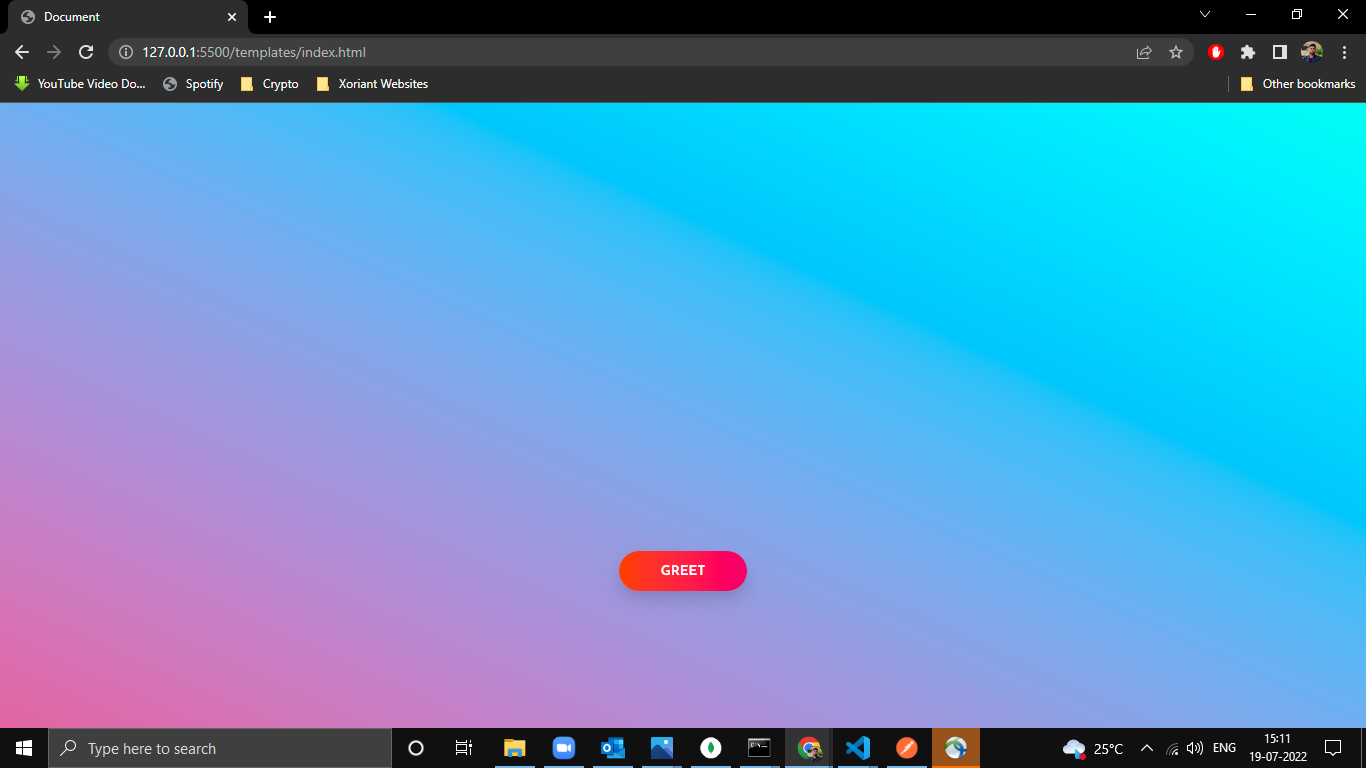 Document
127.0.0.1:5500/templates/index.html
YouTube Video Do... Spotify Crypto Xoriant Websites Other bookmarks
GREET
Type here to search
25°C
ENG
15:11
19-07-2022